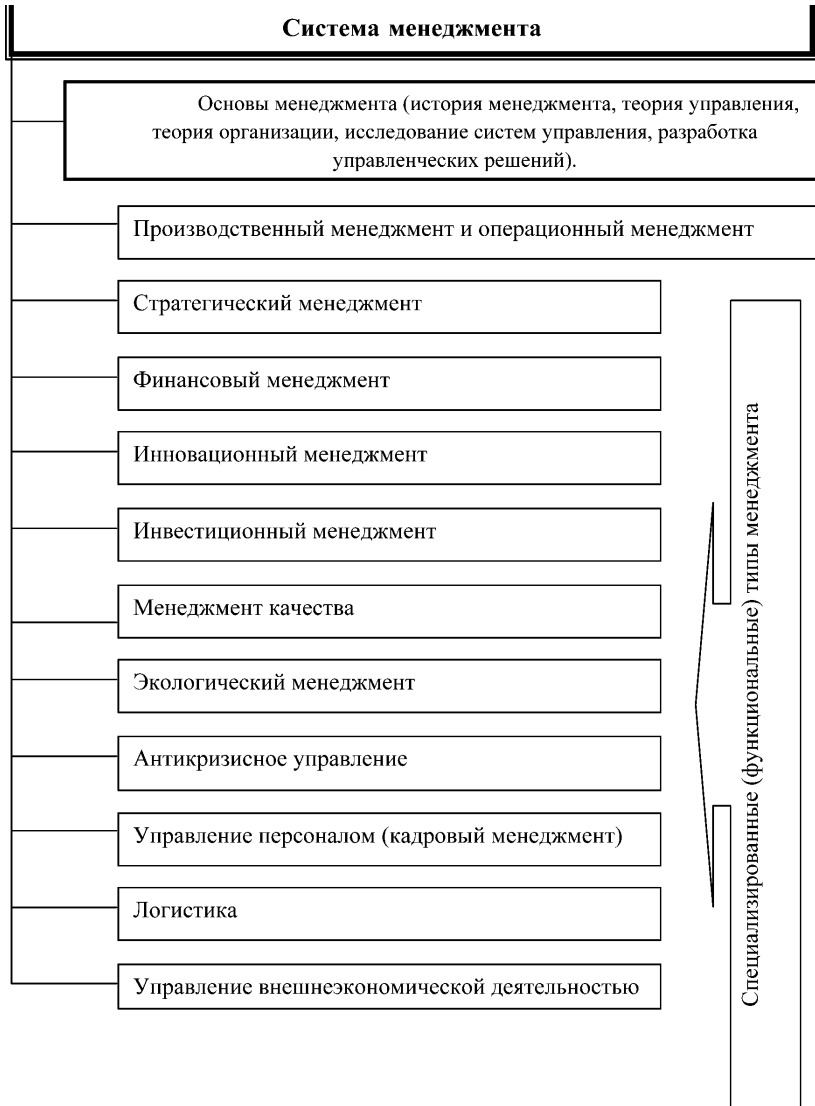 Система менеджмента
Основы менеджмента (история менеджмента, теория управления,
теория организации, исследование систем управления, разработка
управленческих решений).
Производственный менеджмент и операционный менеджмент
Стратегический менеджмент
Финансовый менеджмент
Инновационный менеджмент
Инвестиционный менеджмент
Менеджмент качества
Экологический менеджмент
Антикризисное управление
Управление персоналом (кадровый менеджмент)
Логистика
Управление внешнеэкономической деятельностью
Специализированные (функциональные) типы менеджмента